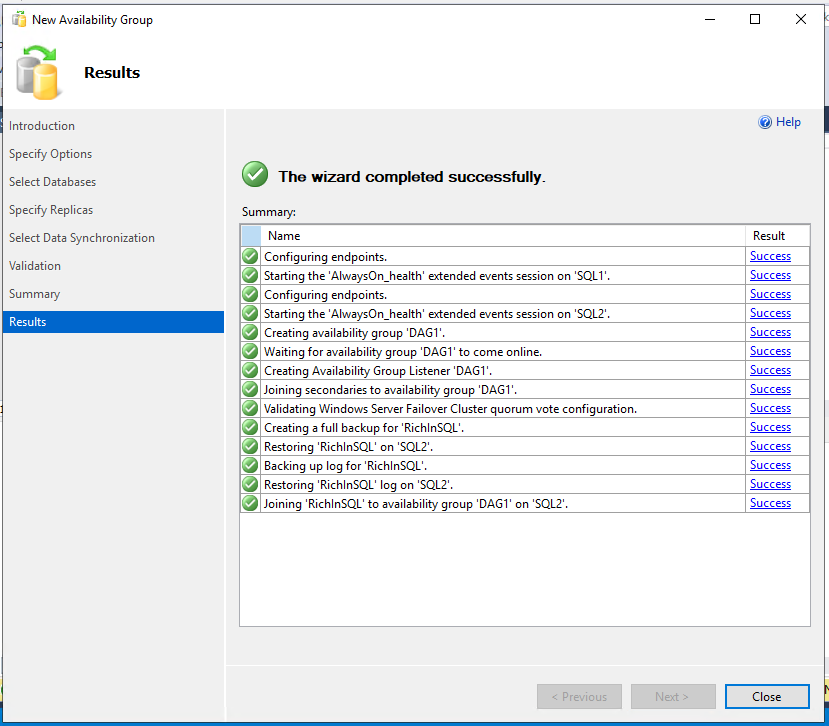 New Availability Group
Results
Introduction
Specify Options
Select Databases
Specify Replicas
Select Data Synchronization
Validation
Summary
Results
Help
The wizard completed successfully.
Summary:
Name Result
Configuring endpoints. Success
Starting the 'AlwaysOn_health' extended events session on 'SQL1'. Success
Configuring endpoints. Success
Starting the 'AlwaysOn_health' extended events session on 'SQL2'. Success
Creating availability group 'DAG1'. Success
Waiting for availability group 'DAG1' to come online. Success
Creating Availability Group Listener 'DAG1'. Success
Joining secondaries to availability group 'DAG1'. Success
Validating Windows Server Failover Cluster quorum vote configuration. Success
Creating a full backup for 'RichInSQL'. Success
Restoring 'RichInSQL' on 'SQL2'. Success
Backing up log for 'RichInSQL'. Success
Restoring 'RichInSQL' log on 'SQL2'. Success
Joining 'RichInSQL' to availability group 'DAG1' on 'SQL2'. Success
< Previous Next > Close